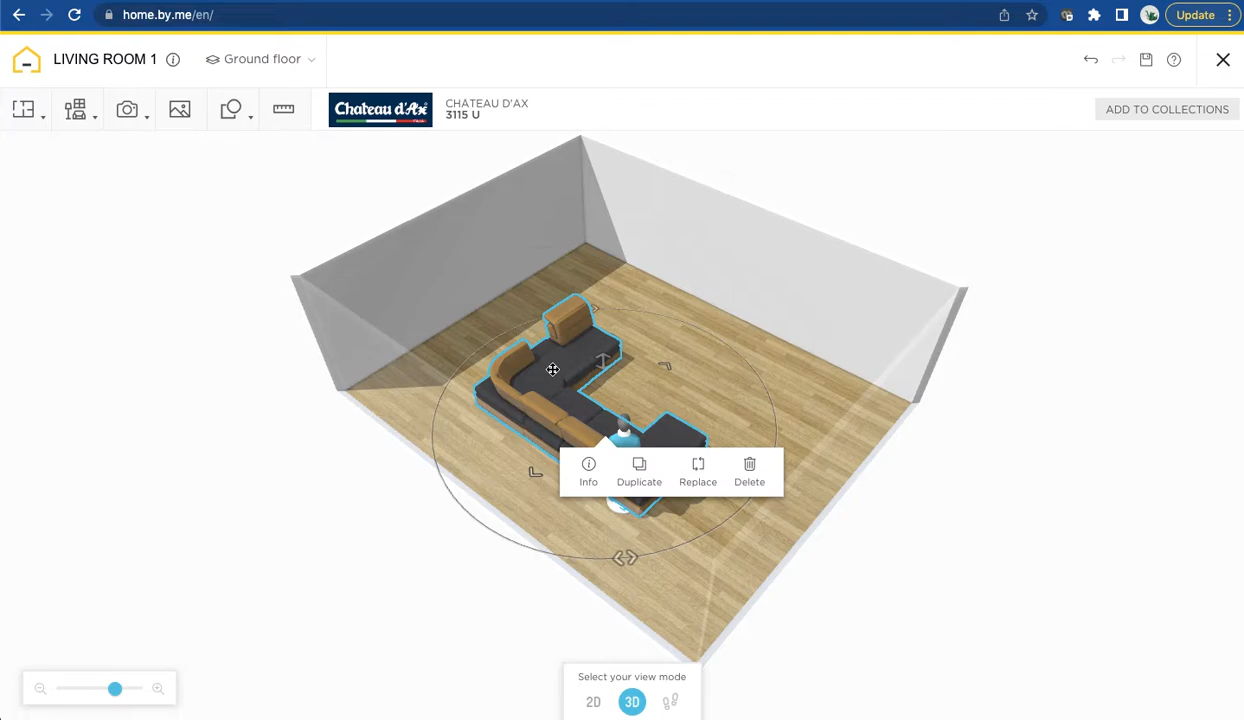 home.by.me/en/
Update
LIVING ROOM 1
Ground floor
Chateau d'Ax
ITALIA
CHATEAU D'AX
3115 U
ADD TO COLLECTIONS
Info
Duplicate
Replace
Delete
Select your view mode
2D
3D